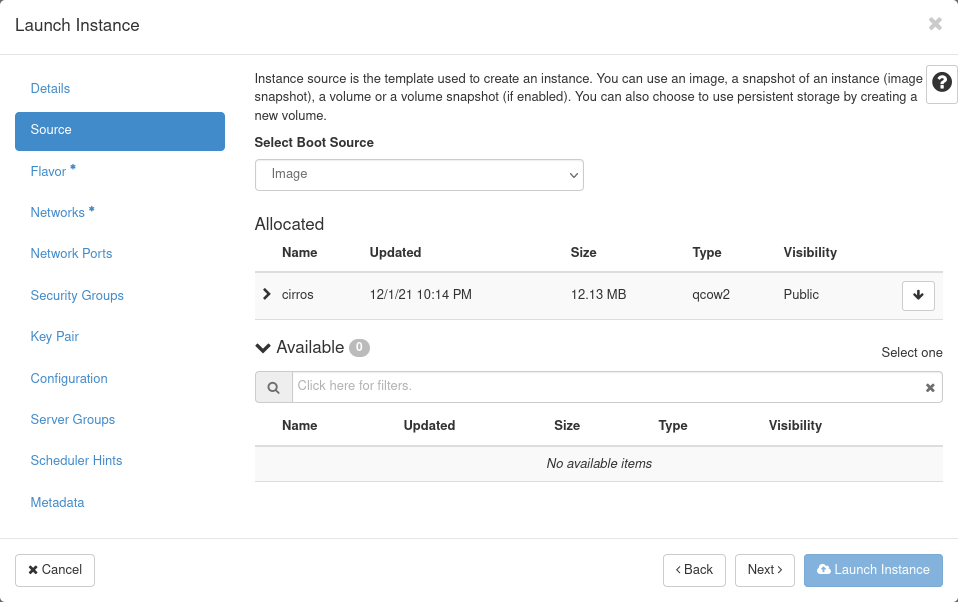 Launch Instance
Details
Source
Flavor *
Networks *
Network Ports
Security Groups
Key Pair
Configuration
Server Groups
Scheduler Hints
Metadata
Instance source is the template used to create an instance. You can use an image, a snapshot of an instance (image
snapshot), a volume or a volume snapshot (if enabled). You can also choose to use persistent storage by creating a
new volume.
Select Boot Source
Image
Allocated
Name Updated Size Type Visibility
cirros 12/1/21 10:14 PM 12.13 MB qcow2 Public
Available 0
Select one
Click here for filters.
Name Updated Size Type Visibility
No available items
Cancel
Back
Next
Launch Instance